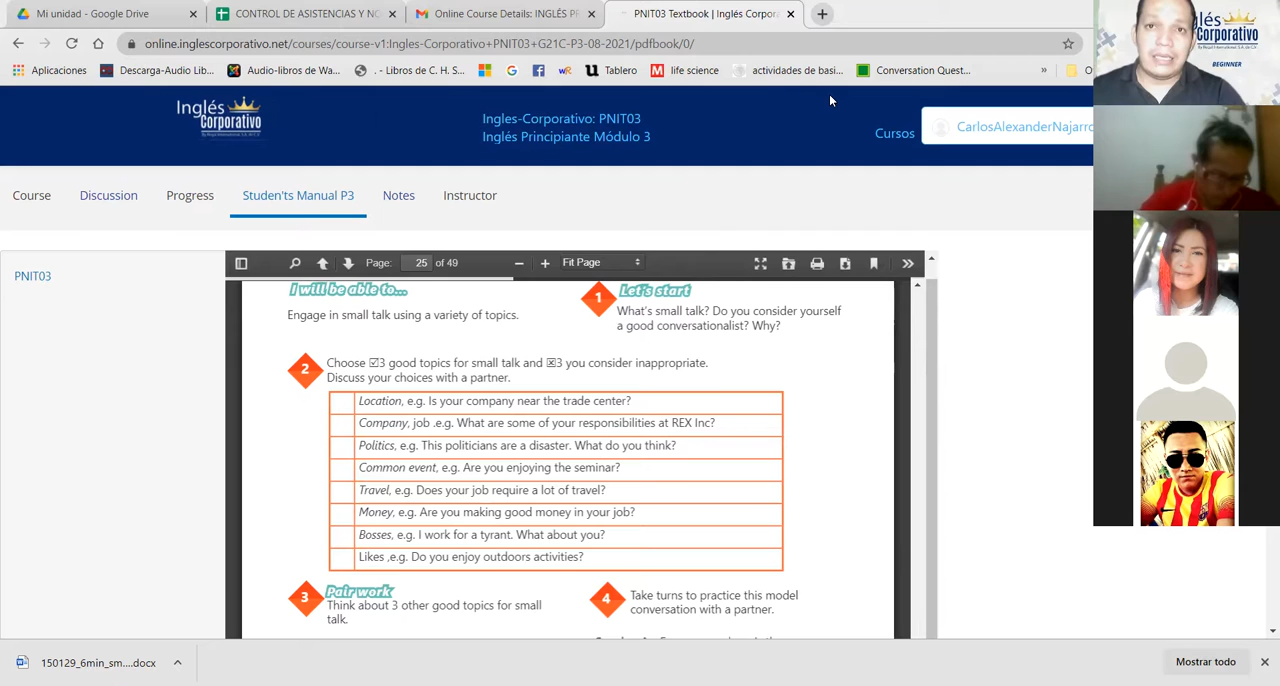 Mi unidad - Google Drive
CONTROL DE ASISTENCIAS Y NO
Online Course Details: INGLÉS PR
PNIT03 Textbook | Inglés Corpora
online.inglescorporativo.net/courses/course-v1:Ingles-Corporativo+PNIT03+G21C-P3-08-2021/pdfbook/0/
Aplicaciones
Descarga Audio Lib...
Audio-libros de Wa...
. - Libros de C. H. S...
wR
Tablero
life science
actividades de basi...
Conversation Quest...
»
O
Inglés
Corporativo
Ingles-Corporativo: PNIT03
Inglés Principiante Módulo 3
Cursos
CarlosAlexanderNajarro
glés
Corporativo
BEGINNER
Course
Discussion
Progress
Studen'ts Manual P3
Notes
Instructor
PNIT03
Page: 25 of 49
Fit Page
I will be able to...
Engage in small talk using a variety of topics.
1
Let's start
What's small talk? Do you consider yourself
a good conversationalist? Why?
2
Choose ☑3 good topics for small talk and ☒3 you consider inappropriate.
Discuss your choices with a partner.
Location, e.g. Is your company near the trade center?
Company, job .e.g. What are some of your responsibilities at REX Inc?
Politics, e.g. This politicians are a disaster. What do you think?
Common event, e.g. Are you enjoying the seminar?
Travel, e.g. Does your job require a lot of travel?
Money, e.g. Are you making good money in your job?
Bosses, e.g. I work for a tyrant. What about you?
Likes ,e.g. Do you enjoy outdoors activities?
3
Pair work
Think about 3 other good topics for small
talk.
4
Take turns to practice this model
conversation with a partner.
150129_6min_sm....docx
Mostrar todo